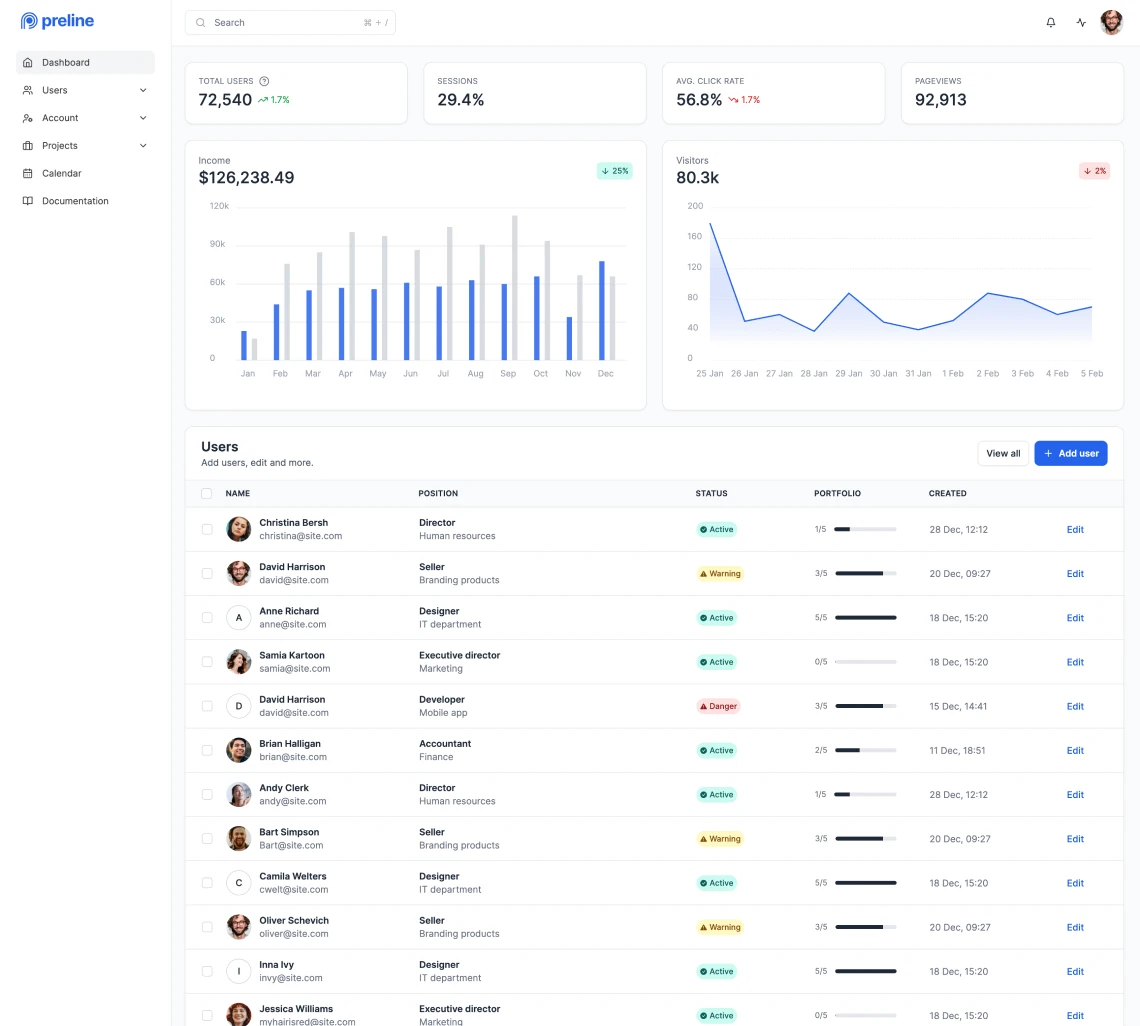 preline
Search
⌘ + /
Dashboard
Users
Account
Projects
Calendar
Documentation
TOTAL USERS
72,540 1.7%
SESSIONS
29.4%
AVG. CLICK RATE
56.8% 1.7%
PAGEVIEWS
92,913
Income
$126,238.49
25%
120k
90k
60k
30k
0
Jan Feb Mar Apr May Jun Jul Aug Sep Oct Nov Dec
Visitors
80.3k
2%
200
160
120
80
40
0
25 Jan 26 Jan 27 Jan 28 Jan 29 Jan 30 Jan 31 Jan 1 Feb 2 Feb 3 Feb 4 Feb 5 Feb
Users
Add users, edit and more.
View all
+ Add user
NAME POSITION STATUS PORTFOLIO CREATED
Christina Bersh Director
christina@site.com Human resources
Active 1/5 28 Dec, 12:12 Edit
David Harrison Seller
david@site.com Branding products
Warning 3/5 20 Dec, 09:27 Edit
A
Anne Richard Designer
anne@site.com IT department
Active 5/5 18 Dec, 15:20 Edit
Samia Kartoon Executive director
samia@site.com Marketing
Active 0/5 18 Dec, 15:20 Edit
D
David Harrison Developer
david@site.com Mobile app
Danger 3/5 15 Dec, 14:41 Edit
Brian Halligan Accountant
brian@site.com Finance
Active 2/5 11 Dec, 18:51 Edit
Andy Clerk Director
andy@site.com Human resources
Active 1/5 28 Dec, 12:12 Edit
Bart Simpson Seller
Bart@site.com Branding products
Warning 3/5 20 Dec, 09:27 Edit
C
Camila Welters Designer
cwelt@site.com IT department
Active 5/5 18 Dec, 15:20 Edit
Oliver Schevich Seller
oliver@site.com Branding products
Warning 3/5 20 Dec, 09:27 Edit
I
Inna Ivy Designer
invy@site.com IT department
Active 5/5 18 Dec, 15:20 Edit
Jessica Williams Executive director
myhairisred@site.com Marketing
Active 0/5 18 Dec, 15:20 Edit